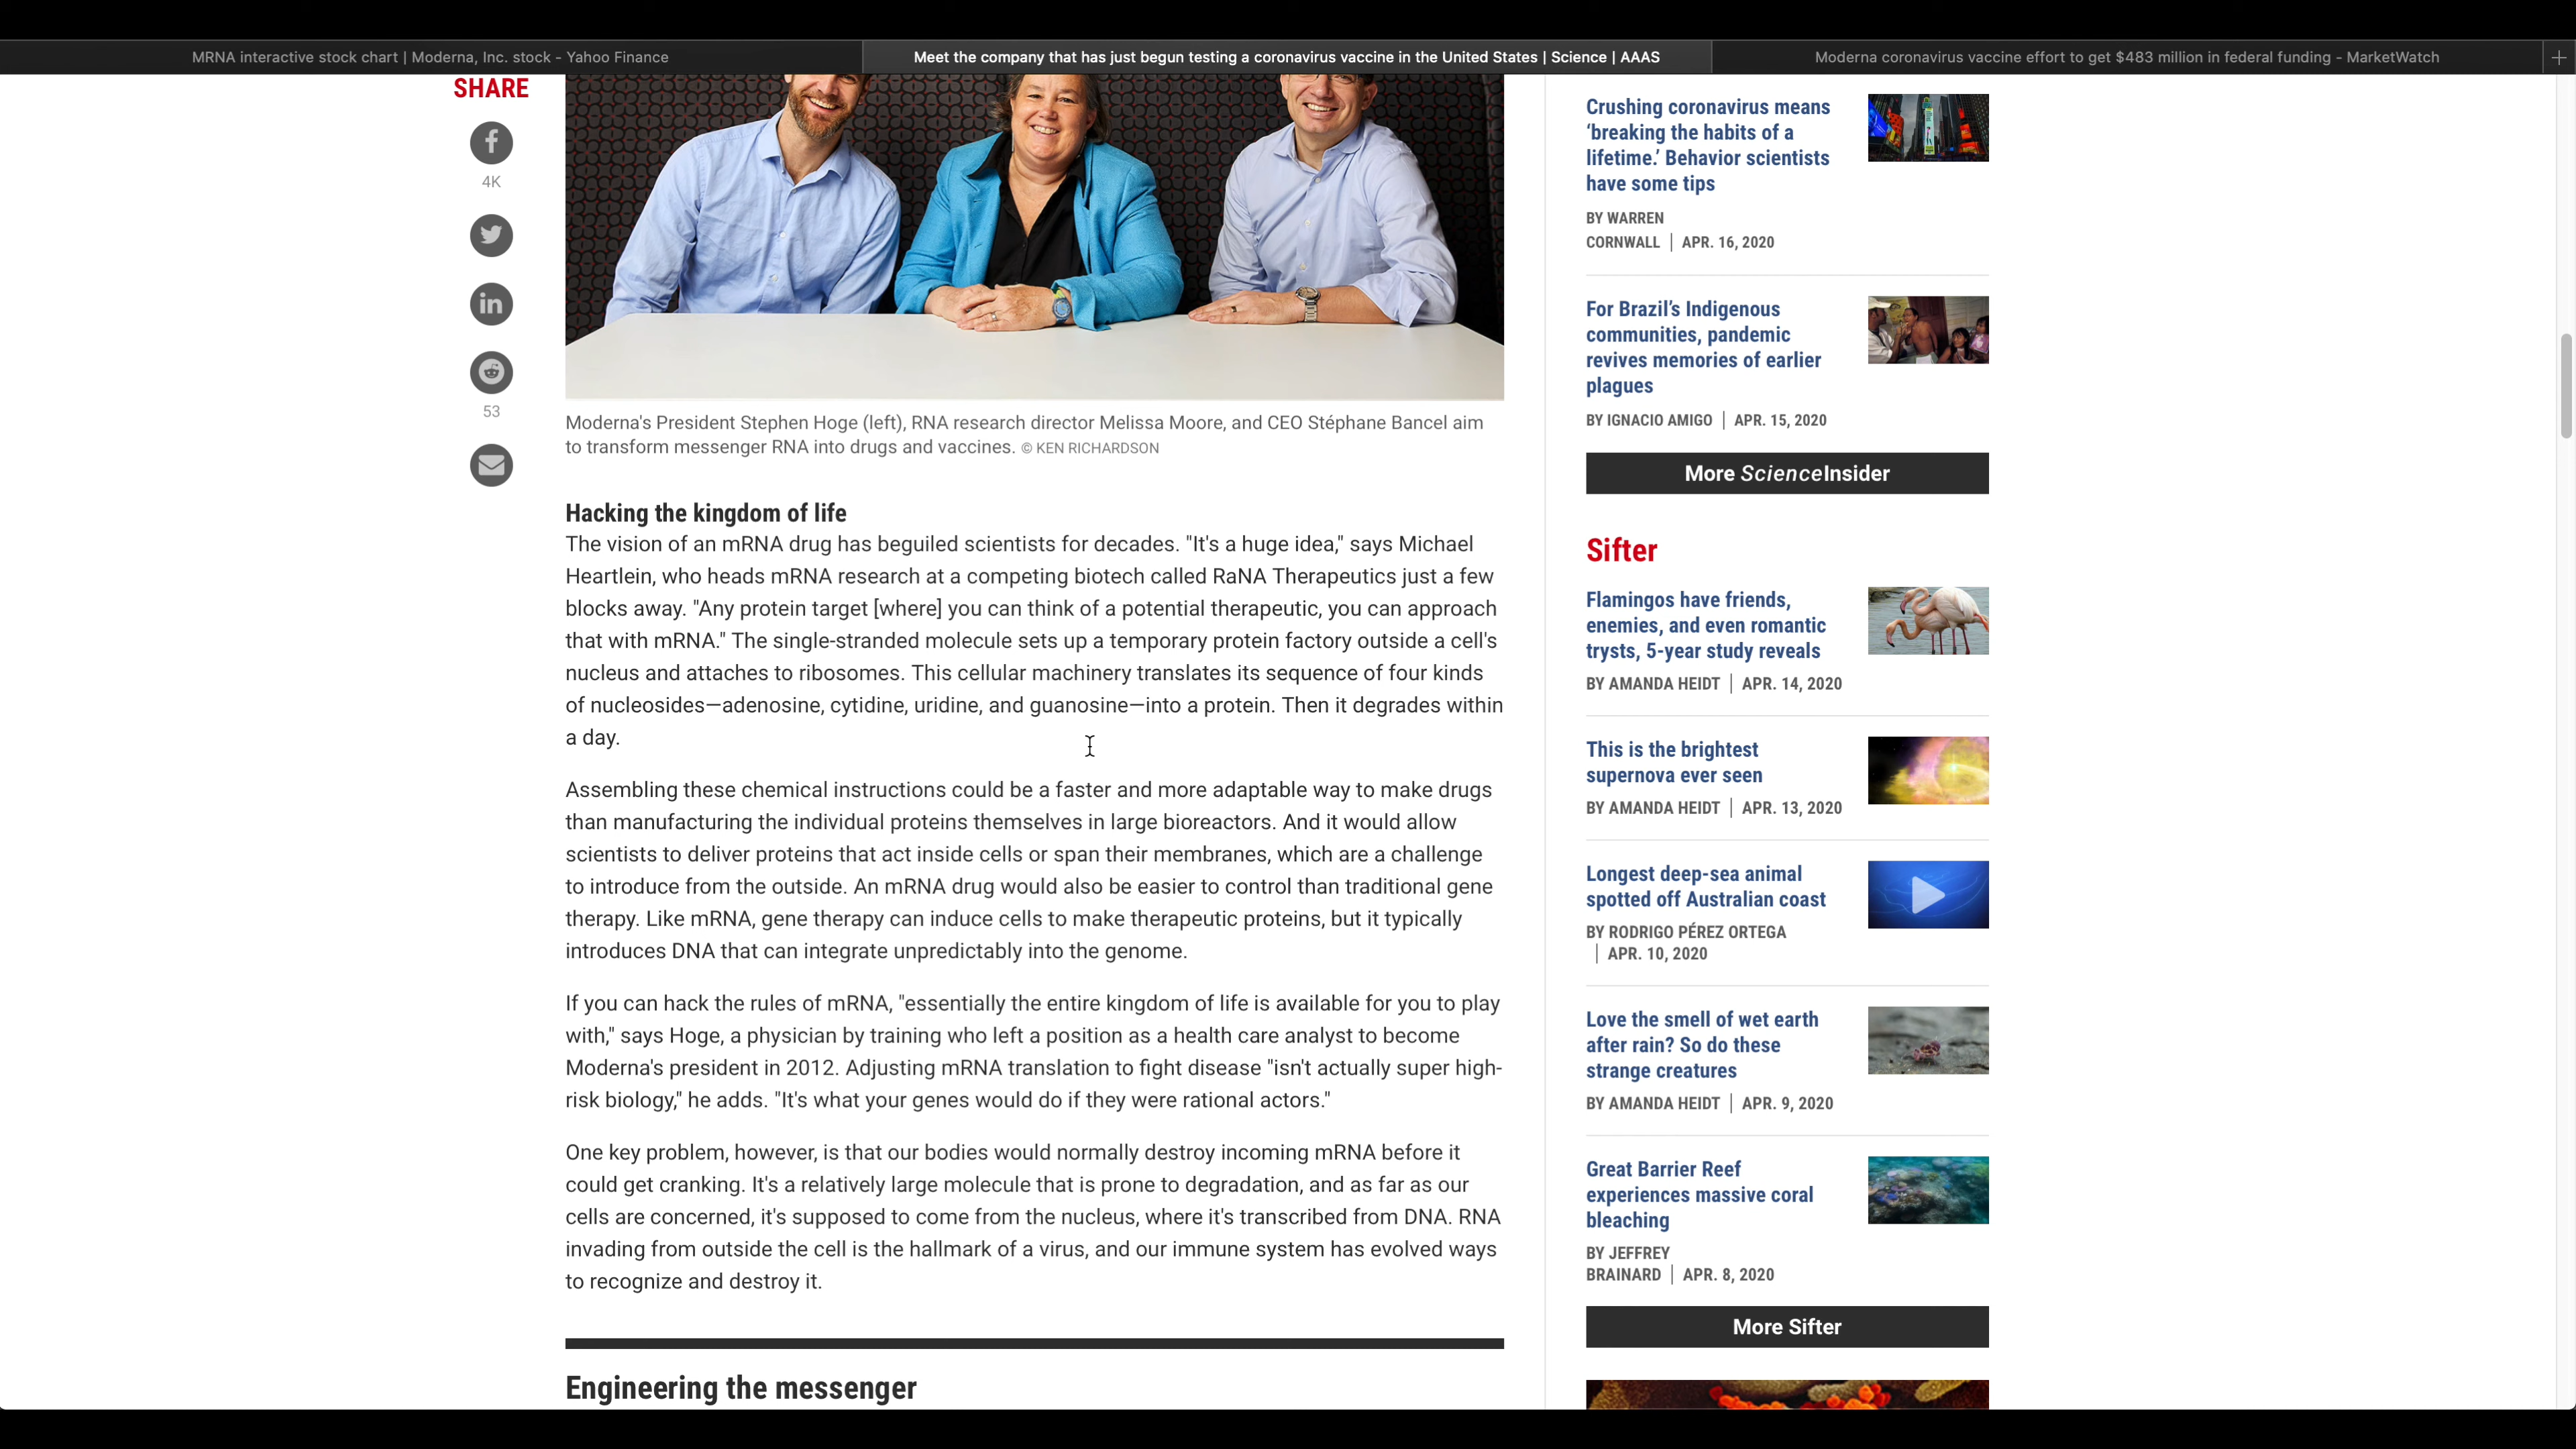 MRNA interactive stock chart | Moderna, Inc. stock - Yahoo Finance
Meet the company that has just begun testing a coronavirus vaccine in the United States | Science | AAAS
Moderna coronavirus vaccine effort to get $483 million in federal funding - MarketWatch
SHARE
4K
53
Moderna's President Stephen Hoge (left), RNA research director Melissa Moore, and CEO Stéphane Bancel aim
to transform messenger RNA into drugs and vaccines. © KEN RICHARDSON
Hacking the kingdom of life
The vision of an mRNA drug has beguiled scientists for decades. "It's a huge idea," says Michael
Heartlein, who heads mRNA research at a competing biotech called RaNA Therapeutics just a few
blocks away. "Any protein target [where] you can think of a potential therapeutic, you can approach
that with mRNA." The single-stranded molecule sets up a temporary protein factory outside a cell's
nucleus and attaches to ribosomes. This cellular machinery translates its sequence of four kinds
of nucleosides—adenosine, cytidine, uridine, and guanosine—into a protein. Then it degrades within
a day.
Assembling these chemical instructions could be a faster and more adaptable way to make drugs
than manufacturing the individual proteins themselves in large bioreactors. And it would allow
scientists to deliver proteins that act inside cells or span their membranes, which are a challenge
to introduce from the outside. An mRNA drug would also be easier to control than traditional gene
therapy. Like mRNA, gene therapy can induce cells to make therapeutic proteins, but it typically
introduces DNA that can integrate unpredictably into the genome.
If you can hack the rules of mRNA, "essentially the entire kingdom of life is available for you to play
with," says Hoge, a physician by training who left a position as a health care analyst to become
Moderna's president in 2012. Adjusting mRNA translation to fight disease "isn't actually super high-
risk biology," he adds. "It's what your genes would do if they were rational actors."
One key problem, however, is that our bodies would normally destroy incoming mRNA before it
could get cranking. It's a relatively large molecule that is prone to degradation, and as far as our
cells are concerned, it's supposed to come from the nucleus, where it's transcribed from DNA. RNA
invading from outside the cell is the hallmark of a virus, and our immune system has evolved ways
to recognize and destroy it.
Engineering the messenger
Crushing coronavirus means
‘breaking the habits of a
lifetime.’ Behavior scientists
have some tips
BY WARREN
CORNWALL | APR. 16, 2020
For Brazil’s Indigenous
communities, pandemic
revives memories of earlier
plagues
BY IGNACIO AMIGO | APR. 15, 2020
More ScienceInsider
Sifter
Flamingos have friends,
enemies, and even romantic
trysts, 5-year study reveals
BY AMANDA HEIDT | APR. 14, 2020
This is the brightest
supernova ever seen
BY AMANDA HEIDT | APR. 13, 2020
Longest deep-sea animal
spotted off Australian coast
BY RODRIGO PÉREZ ORTEGA
| APR. 10, 2020
Love the smell of wet earth
after rain? So do these
strange creatures
BY AMANDA HEIDT | APR. 9, 2020
Great Barrier Reef
experiences massive coral
bleaching
BY JEFFREY
BRAINARD | APR. 8, 2020
More Sifter